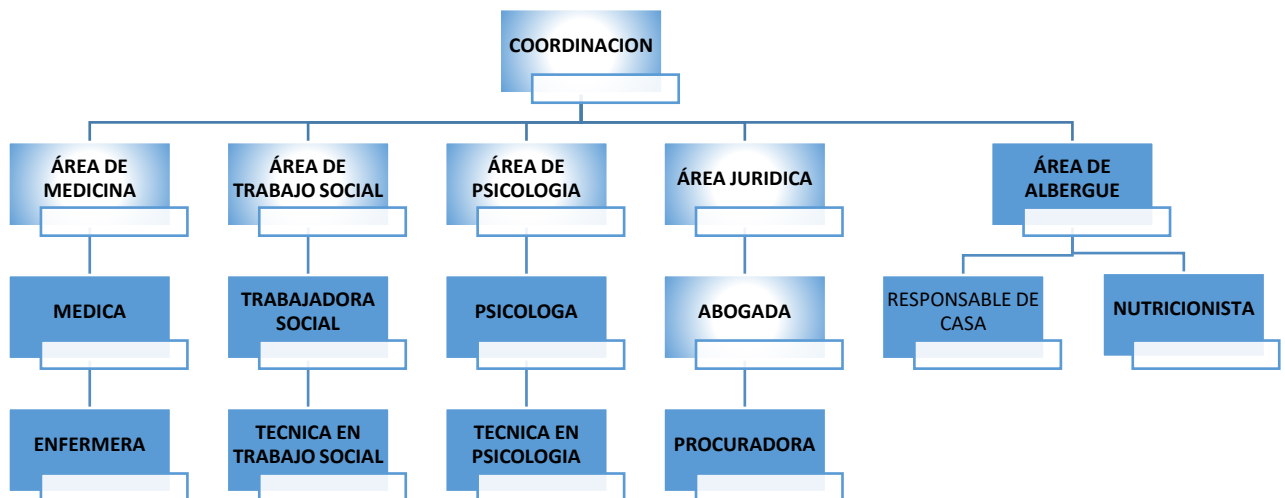 COORDINACION
ÁREA DE
MEDICINA
ÁREA DE
TRABAJO SOCIAL
ÁREA DE
PSICOLOGIA
ÁREA JURIDICA
ÁREA DE
ALBERGUE
MEDICA
TRABAJADORA
SOCIAL
PSICOLOGA
ABOGADA
RESPONSABLE DE
CASA
NUTRICIONISTA
ENFERMERA
TECNICA EN
TRABAJO SOCIAL
TECNICA EN
PSICOLOGIA
PROCURADORA